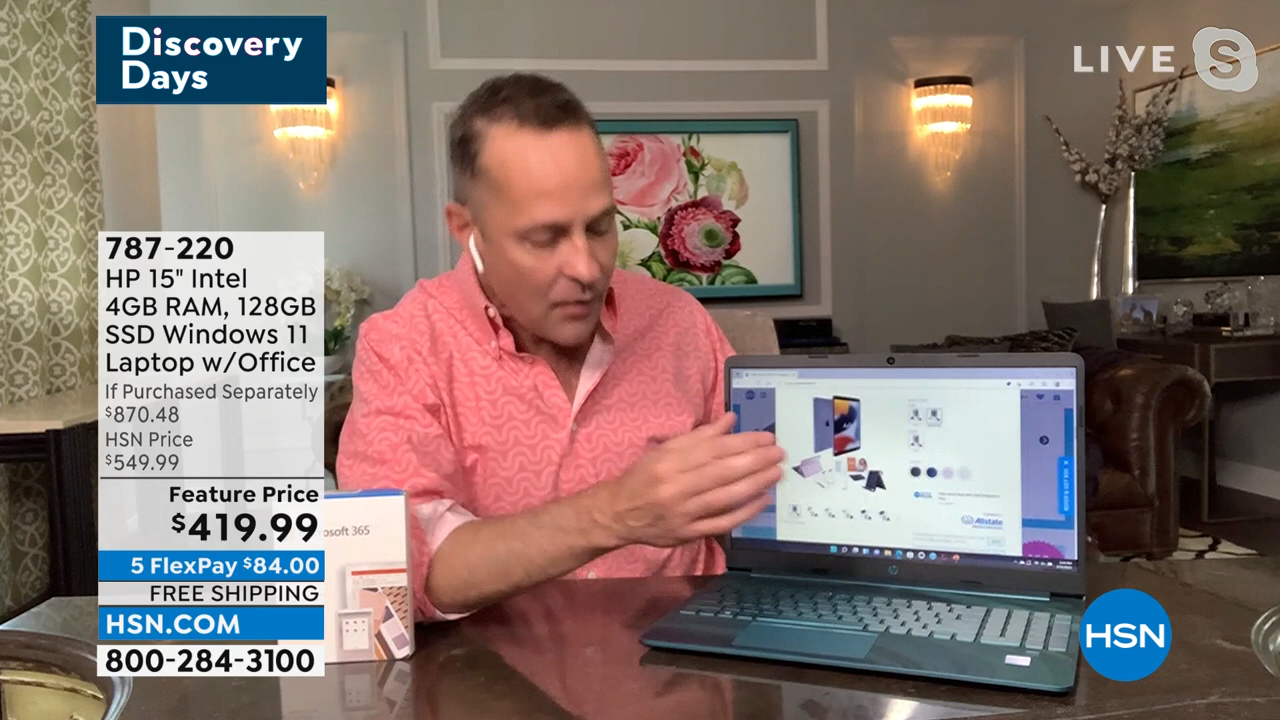 Discovery
Days
LIVE S
787-220
HP 15" Intel
4GB RAM, 128GB
SSD Windows 11
Laptop w/Office
If Purchased Separately
$870.48
HSN Price
$549.99
Feature Price
$419.99
5 FlexPay $84.00
FREE SHIPPING
HSN.COM
800-284-3100
osoft 365
Allstate
hp
HSN